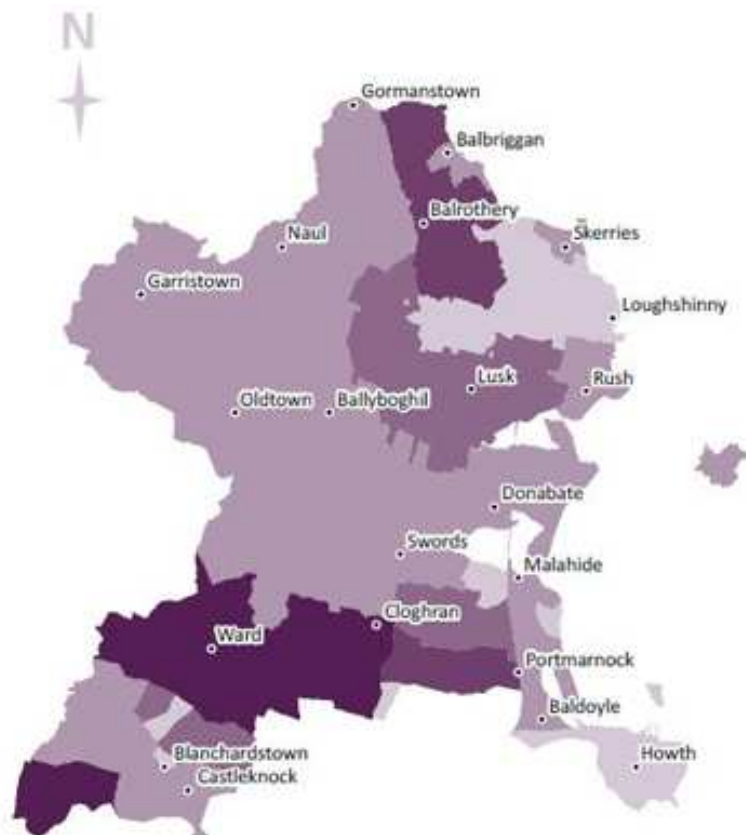 N
Gormanstown
Balbriggan
Balrothery
Naul
Skerries
Garristown
Loughshinny
Lusk
Rush
Oldtown
Ballyboghil
Donabate
Swords
Malahide
Cloghran
Ward
Portmarnock
Baldoyle
Blanchardstown
Howth
Castleknock